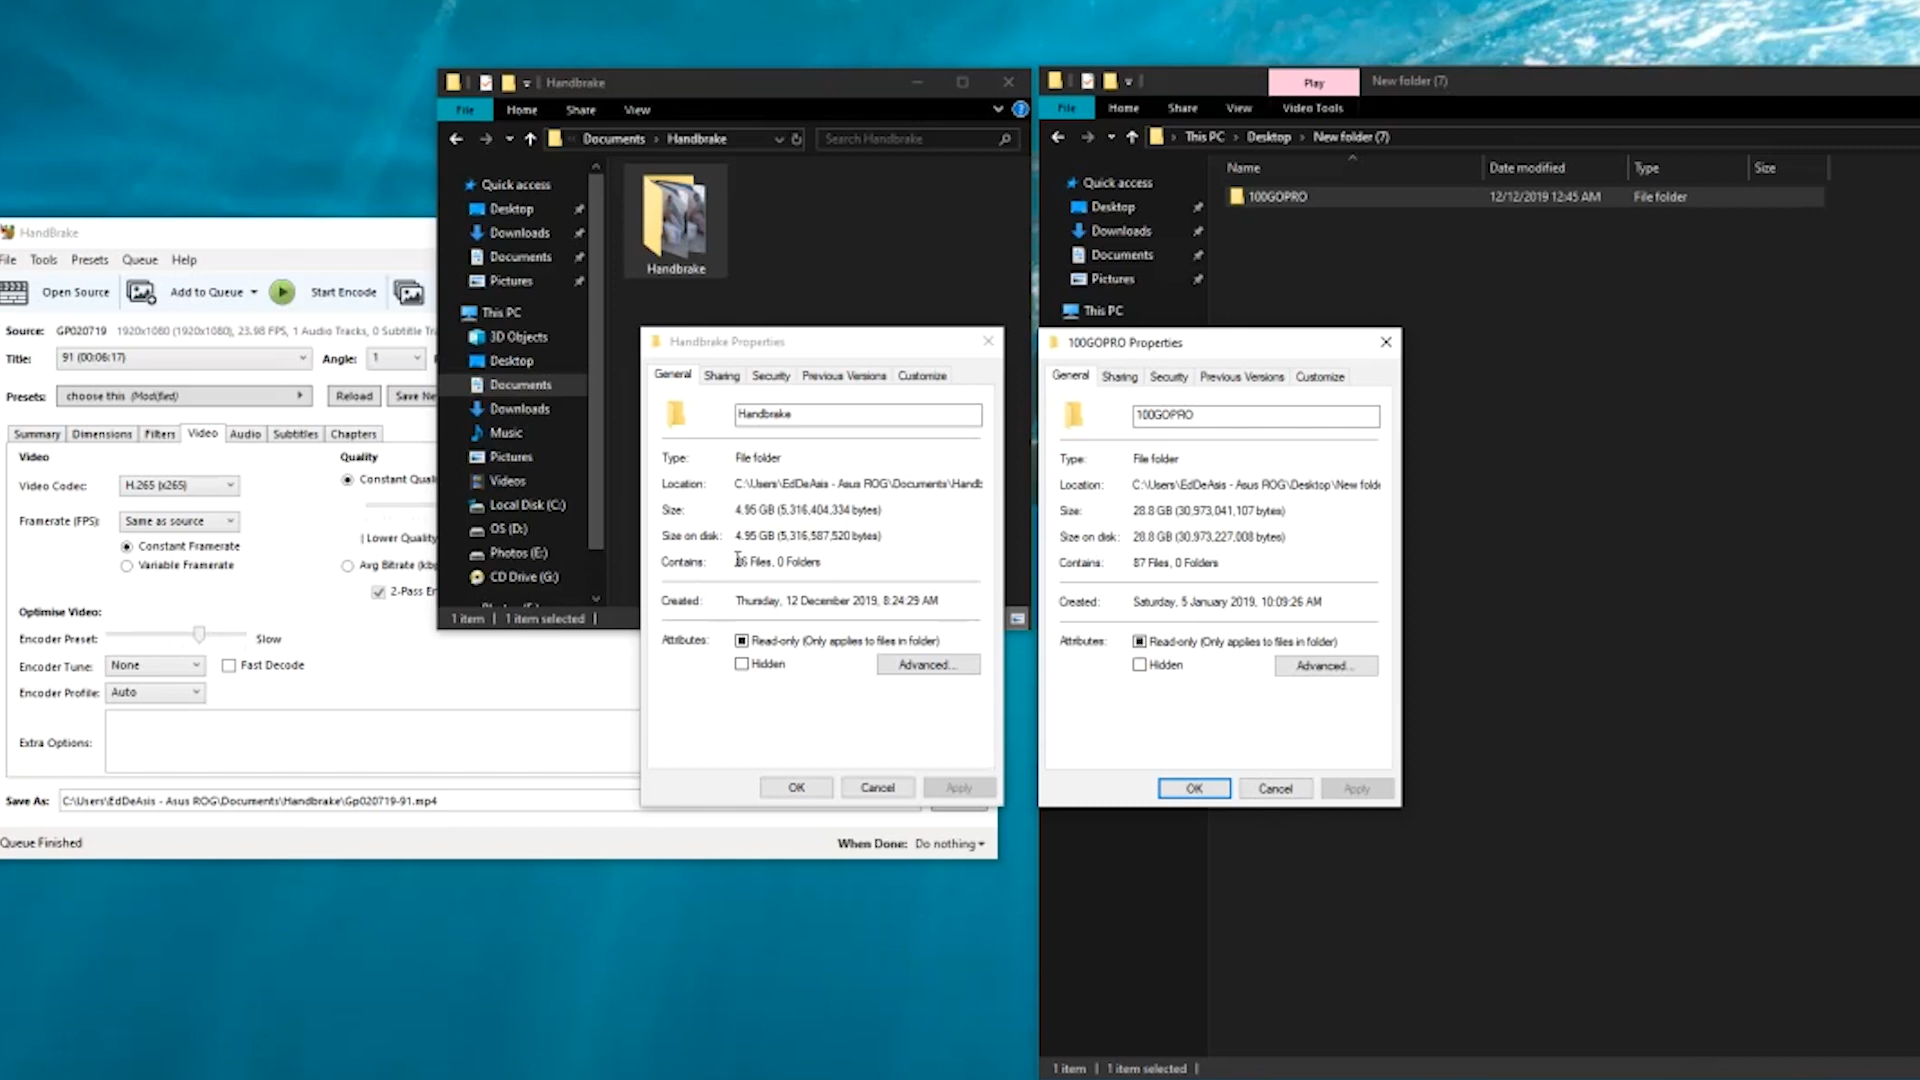 Handbrake
File Home Share View
Documents › Handbrake
Search Handbrake
Quick access
Desktop
Downloads
Documents
Pictures
This PC
3D Objects
Desktop
Documents
Downloads
Music
Pictures
Videos
Local Disk (C:)
OS (D:)
Photos (E:)
CD Drive (G:)
Handbrake
1 item | 1 item selected |
Play
New folder (7)
File Home Share View Video Tools
› This PC › Desktop › New folder (7)
Name Date modified Type Size
100GOPRO 12/12/2019 12:45 AM File folder
Quick access
Desktop
Downloads
Documents
Pictures
This PC
1 item | 1 item selected |
HandBrake
File Tools Presets Queue Help
Open Source Add to Queue Start Encode
Source: GP020719 1920x1080 (1920x1080), 23.98 FPS, 1 Audio Tracks, 0 Subtitle
Title: 91 (00:06:17) Angle: 1
Presets: choose this (Modified) Reload Save
Summary Dimensions Filters Video Audio Subtitles Chapters
Video
Quality
Video Codec: H.265 (x265)
Constant
Framerate (FPS): Same as source
| Lower Quality
Constant Framerate
Variable Framerate
Avg Bitrate
2-Pass
Optimise Video:
Encoder Preset: Slow
Encoder Tune: None Fast Decode
Encoder Profile: Auto
Extra Options:
Save As: C:\Users\EdDeAsis - Asus ROG\Documents\Handbrake\Gp020719-91.mp4
Queue Finished
When Done: Do nothing
Handbrake Properties
General Sharing Security Previous Versions Customize
Handbrake
Type: File folder
Location: C:\Users\EdDeAsis - Asus ROG\Documents\Handb
Size: 4.95 GB (5,316,404,334 bytes)
Size on disk: 4.95 GB (5,316,587,520 bytes)
Contains: Files, 0 Folders
Created: Thursday, 12 December 2019, 8:24:29 AM
Attributes: Read-only (Only applies to files in folder)
Hidden Advanced...
OK Cancel Apply
100GOPRO Properties
General Sharing Security Previous Versions Customize
100GOPRO
Type: File folder
Location: C:\Users\EdDeAsis - Asus ROG\Desktop\New folde
Size: 28.8 GB (30,973,041,107 bytes)
Size on disk: 28.8 GB (30,973,227,008 bytes)
Contains: 87 Files, 0 Folders
Created: Saturday, 5 January 2019, 10:09:26 AM
Attributes: Read-only (Only applies to files in folder)
Hidden Advanced...
OK Cancel Apply